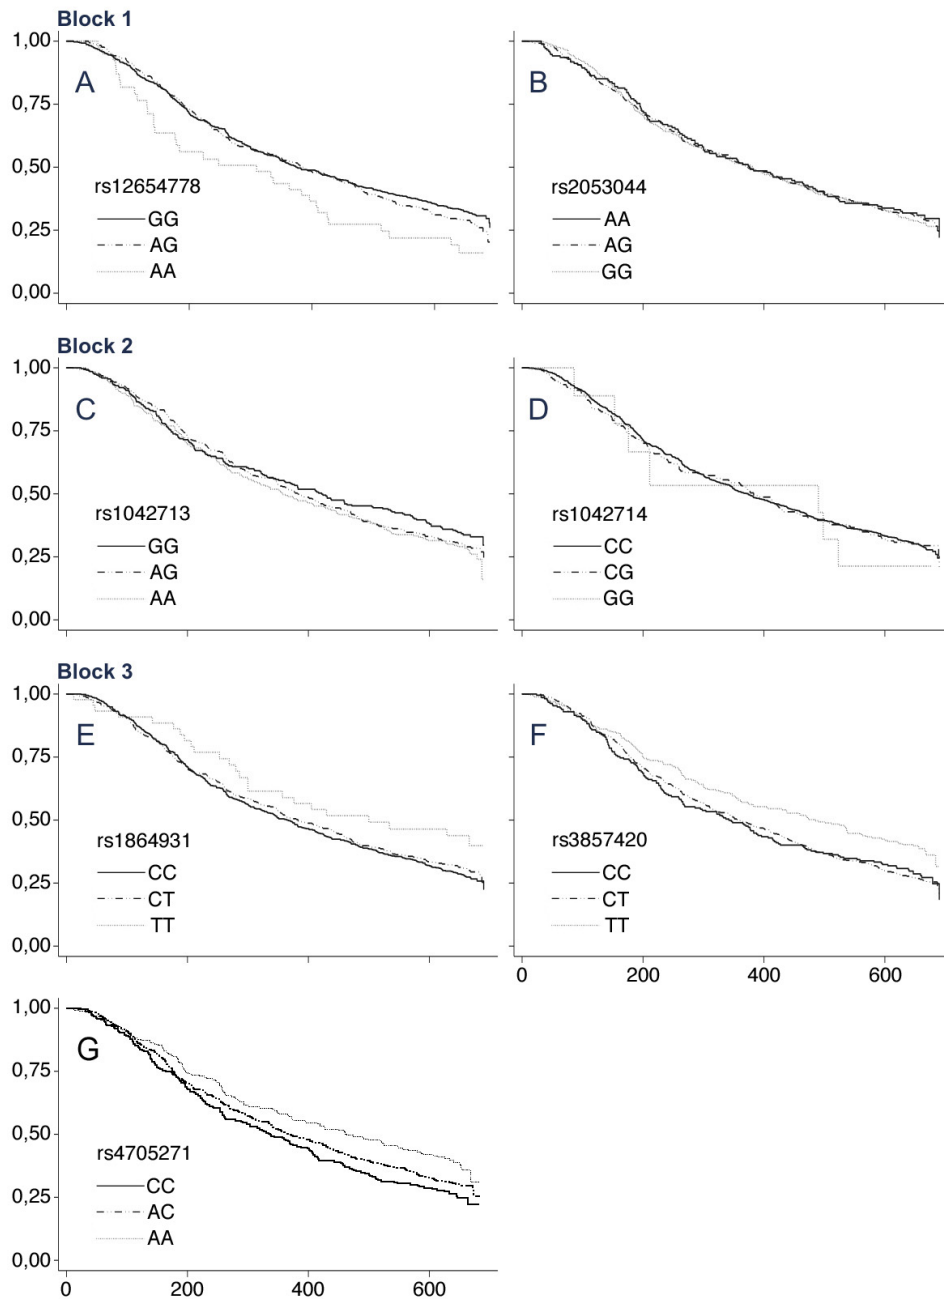 Block 1
1,00
0,75
0,50
0,25
0,00
A
rs12654778
GG
AG
AA
B
rs2053044
AA
AG
GG
Block 2
1,00
0,75
0,50
0,25
0,00
C
rs1042713
GG
AG
AA
D
rs1042714
CC
CG
GG
Block 3
1,00
0,75
0,50
0,25
0,00
E
rs1864931
CC
CT
TT
F
rs3857420
CC
CT
TT
0 200 400 600
1,00
0,75
0,50
0,25
0,00
G
rs4705271
CC
AC
AA
0 200 400 600